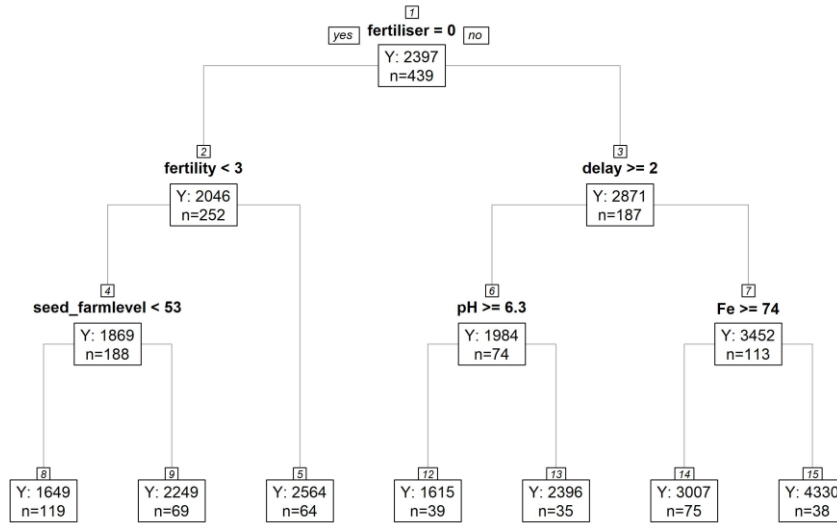 1
yes fertiliser = 0 no
Y: 2397
n=439
2
fertility < 3
Y: 2046
n=252
3
delay >= 2
Y: 2871
n=187
4
seed_farmlevel < 53
Y: 1869
n=188
6
pH >= 6.3
Y: 1984
n=74
7
Fe >= 74
Y: 3452
n=113
8
Y: 1649
n=119
9
Y: 2249
n=69
5
Y: 2564
n=64
12
Y: 1615
n=39
13
Y: 2396
n=35
14
Y: 3007
n=75
15
Y: 4330
n=38